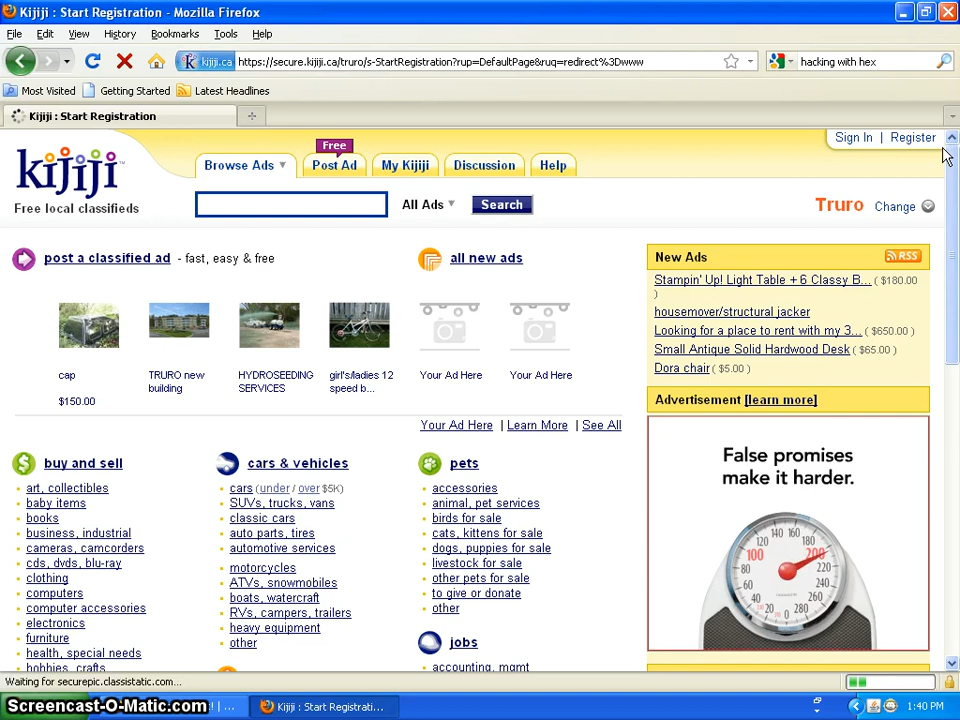 Kijiji : Start Registration - Mozilla Firefox
File Edit View History Bookmarks Tools Help
kijiji.ca https://secure.kijiji.ca/truro/s-StartRegistration?rup=DefaultPage&ruq=redirect%3Dwww hacking with hex
Most Visited Getting Started Latest Headlines
Kijiji : Start Registration
Sign In | Register
Free
kijiji
Browse Ads Post Ad My Kijiji Discussion Help
Free local classifieds
All Ads Search Truro Change
post a classified ad - fast, easy & free all new ads
New Ads RSS
Stampin' Up! Light Table + 6 Classy B... ( $180.00
)
housemover/structural jacker
Looking for a place to rent with my 3... ( $650.00 )
Small Antique Solid Hardwood Desk ( $65.00 )
Dora chair ( $5.00 )
cap TRURO new building HYDROSEEDING SERVICES girl's/ladies 12 speed b... Your Ad Here Your Ad Here
$150.00
Your Ad Here | Learn More | See All
Advertisement [learn more]
False promises
make it harder.
buy and sell
art, collectibles
baby items
books
business, industrial
cameras, camcorders
cds, dvds, blu-ray
clothing
computers
computer accessories
electronics
furniture
health, special needs
hobbies, crafts
cars & vehicles
cars (under / over $5K)
SUVs, trucks, vans
classic cars
auto parts, tires
automotive services
motorcycles
ATVs, snowmobiles
boats, watercraft
RVs, campers, trailers
heavy equipment
other
pets
accessories
animal, pet services
birds for sale
cats, kittens for sale
dogs, puppies for sale
livestock for sale
other pets for sale
to give or donate
other
jobs
accounting, mgmt
Waiting for securepic.classistatic.com...
Screencast-O-Matic.com
Kijiji : Start Registrati...
1:40 PM